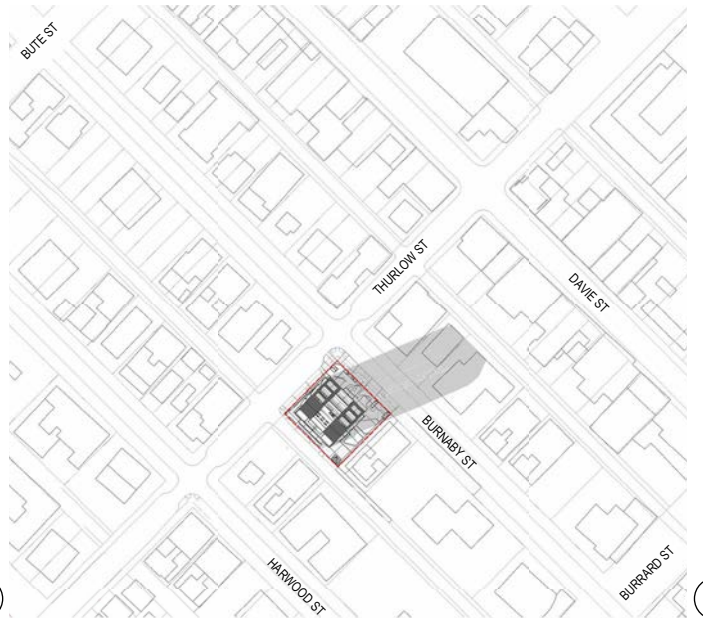 BUTE ST
THURLOW ST
DAVIE ST
BURNABY ST
HARWOOD ST
BURRARD ST